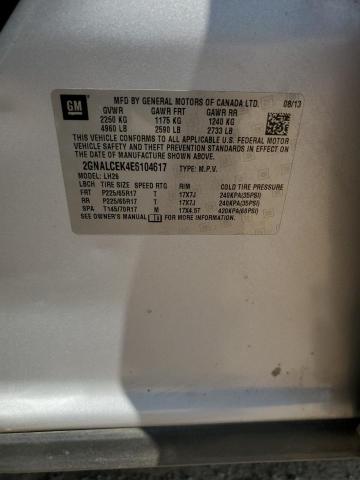 MFD BY GENERAL MOTORS OF CANADA LTD. 08/13
GM
GVWR GAWR FRT GAWR RR
2250 KG 1175 KG 1240 KG
4960 LB 2590 LB 2733 LB
THIS VEHICLE CONFORMS TO ALL APPLICABLE U.S. FEDERAL MOTOR
VEHICLE SAFETY, BUMPER, AND THEFT PREVENTION STANDARDS
IN EFFECT ON THE DATE OF MANUFACTURE SHOWN ABOVE.
2GNALCEK4E6104617 TYPE: M.P.V.
MODEL: LH26
LBCH TIRE SIZE SPEED RTG RIM COLD TIRE PRESSURE
FRT P225/65R17 T 17X7J 240KPA(35PSI)
RR P225/65R17 T 17X7J 240KPA(35PSI)
SPA T145/70R17 M 17X4.5T 420KPA(60PSI)
SEE OWNER'S MANUAL FOR MORE INFORMATION.